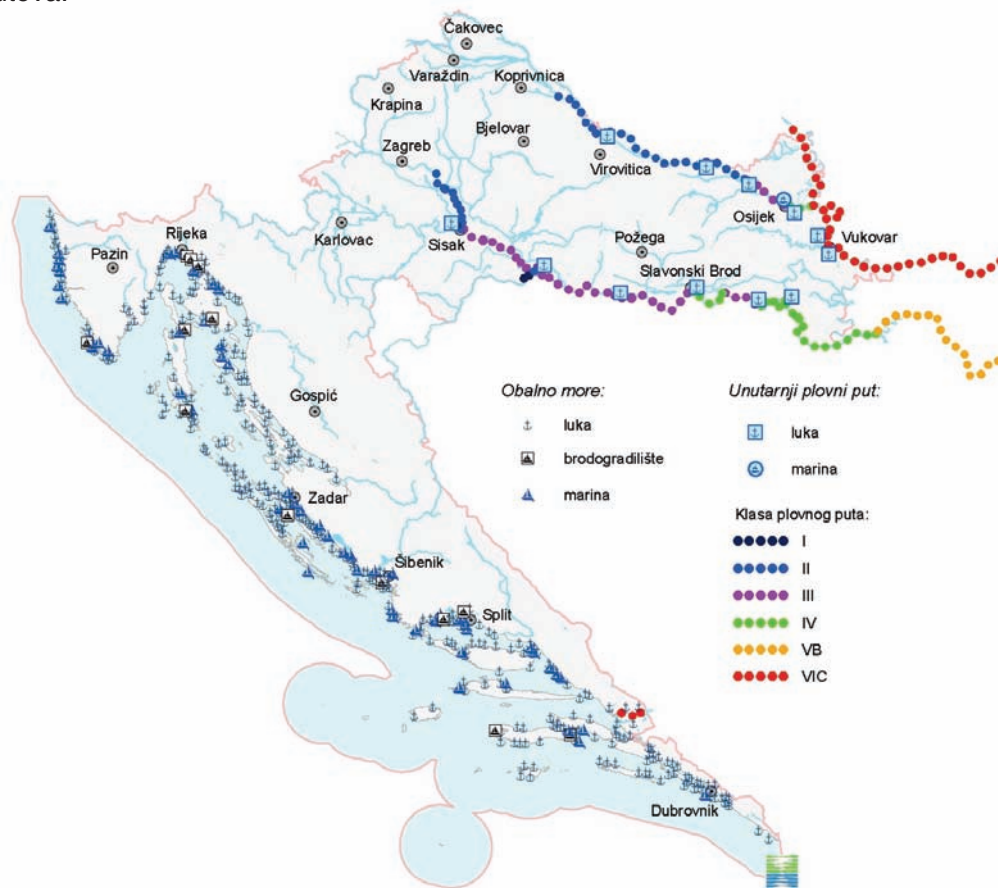 Čakovec
Varaždin
Koprivnica
Krapina
Bjelovar
Zagreb
Virovitica
Osijek
Rijeka
Pazin
Karlovac
Sisak
Požega
Vukovar
Slavonski Brod
Gospić
Obalno more:
luka
brodogradilište
marina
Unutarnji plovni put:
luka
marina
Klasa plovnog puta:
I
II
III
IV
VB
VIC
Zadar
Šibenik
Split
Dubrovnik